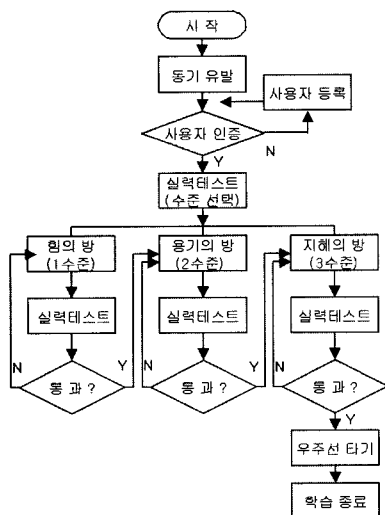 시 작
동기 유발
사용자 등록
사용자 인증
N
Y
실력테스트
(수준 선택)
힘의 방
(1수준)
용기의 방
(2수준)
지혜의 방
(3수준)
실력테스트
실력테스트
실력테스트
N
통 과 ?
Y
N
통 과 ?
Y
N
통 과 ?
Y
우주선 타기
학습 종료